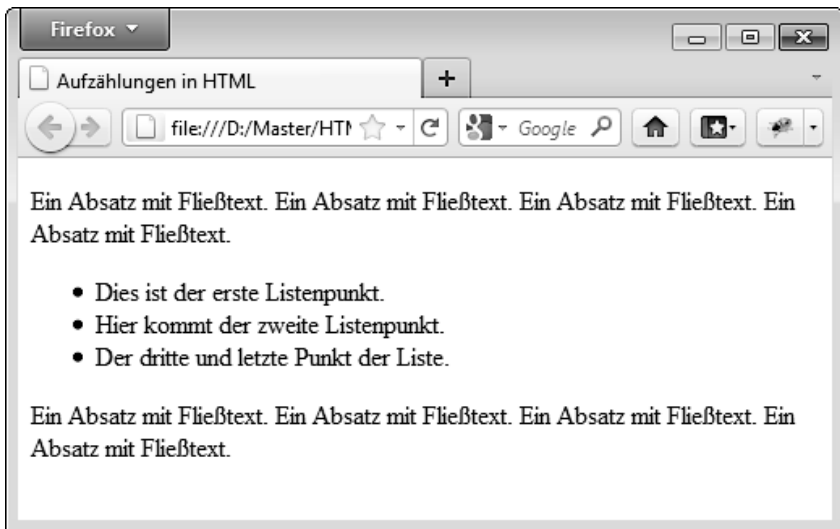 Firefox
Aufzählungen in HTML
file:///D:/Master/HTM
Google
Ein Absatz mit Fließtext. Ein Absatz mit Fließtext. Ein Absatz mit Fließtext. Ein
Absatz mit Fließtext.
• Dies ist der erste Listenpunkt.
• Hier kommt der zweite Listenpunkt.
• Der dritte und letzte Punkt der Liste.
Ein Absatz mit Fließtext. Ein Absatz mit Fließtext. Ein Absatz mit Fließtext. Ein
Absatz mit Fließtext.